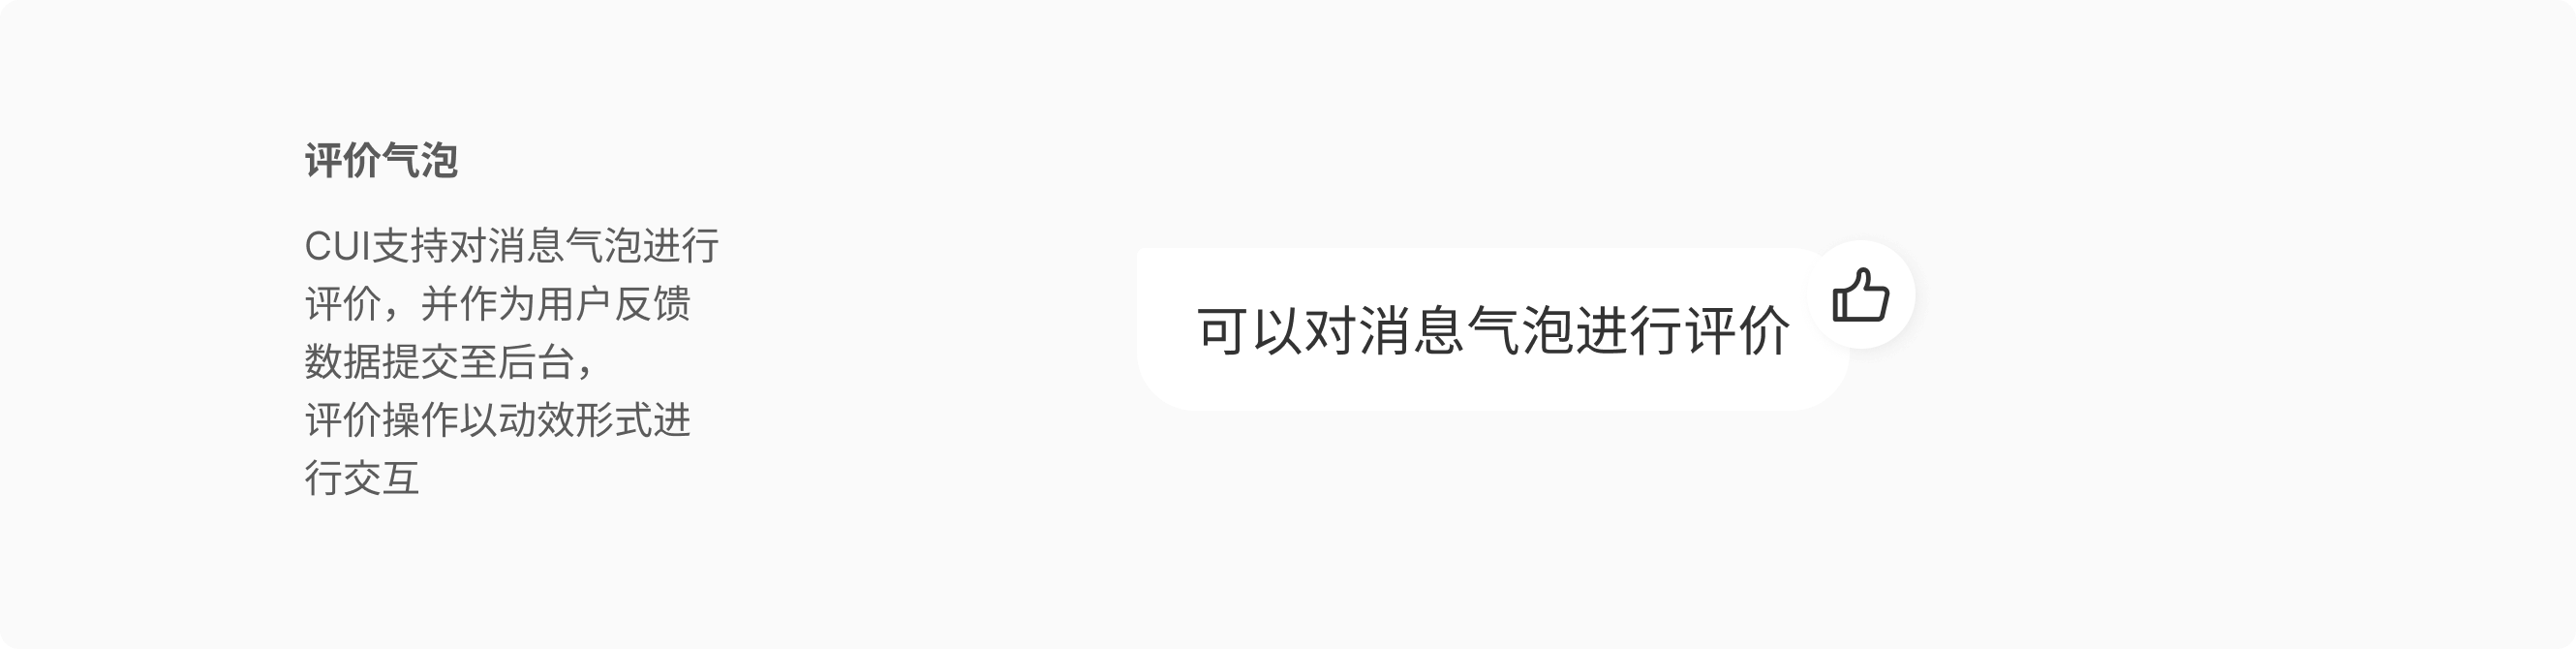 评价气泡
CUI支持对消息气泡进行
评价，并作为用户反馈
数据提交至后台，
评价操作以动效形式进
行交互
可以对消息气泡进行评价